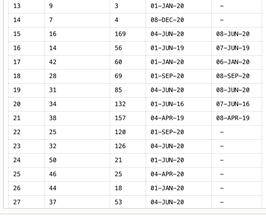 13 9 3 01-JAN-20 -
14 7 4 08-DEC-20 -
15 16 169 04-JUN-20 08-JUN-20
16 14 56 01-JUN-19 07-JUN-19
17 42 60 01-JAN-20 06-JAN-20
18 28 69 01-SEP-20 08-SEP-20
19 31 85 04-JUN-20 08-JUN-20
20 34 132 01-JUN-16 07-JUN-16
21 38 157 04-APR-19 08-APR-19
22 25 120 01-SEP-20 -
23 32 126 04-JUN-20 -
24 50 21 01-JUN-20 -
25 46 25 04-APR-20 -
26 44 18 01-JAN-20 -
27 37 53 01-JUN-20 -